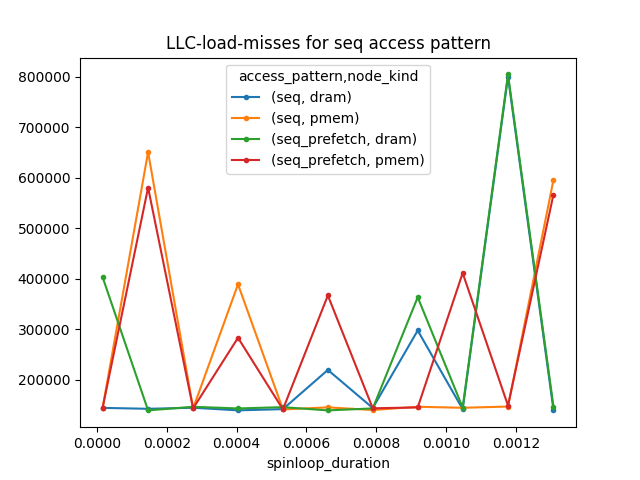 LLC-load-misses for seq access pattern
800000
700000
600000
500000
400000
300000
200000
access_pattern,node_kind
(seq, dram)
(seq, pmem)
(seq_prefetch, dram)
(seq_prefetch, pmem)
0.0000 0.0002 0.0004 0.0006 0.0008 0.0010 0.0012
spinloop_duration